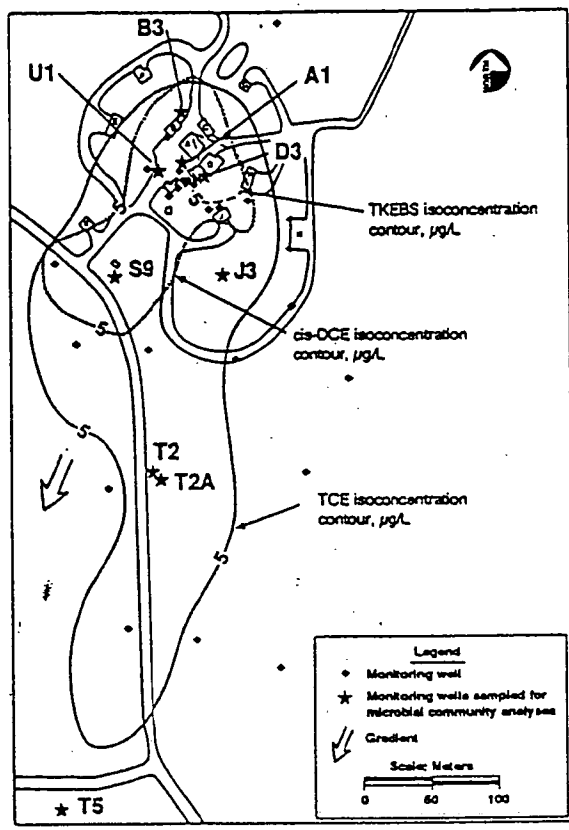 B3
U1
A1
D3
5
5
TKEBS isoconcentration
contour, µg/L
S9
J3
cis-DCE isoconcentration
contour, µg/L
5
5
T2
T2A
TCE isoconcentration
contour, µg/L
5
Legend
Monitoring well
Monitoring wells sampled for
microbial community analyses
Gradient
Scale: Meters
0 50 100
T5